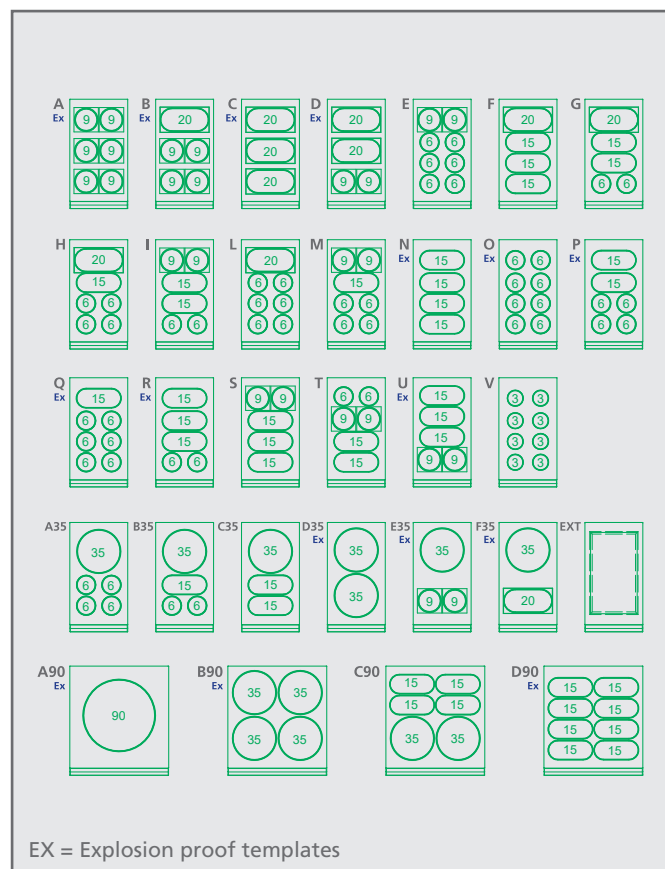 A B C D E F G
Ex Ex Ex Ex
9 9 20 20 20 9 9 20 20
6 6 15 15
9 9 9 9 20 20 6 6 15 15
9 9 9 9 20 9 9 6 6 15 6 6
H I L M N O P
Ex Ex Ex
20 9 9 20 9 9 15 6 6 15
15 15 6 6 15 15 6 6 15
6 6 15 6 6 6 6 15 6 6 6 6
6 6 6 6 6 6 6 6 15 6 6 6 6
Q R S T U V
Ex Ex Ex
15 15 9 9 6 6 15 3 3
6 6 15 15 9 9 15 3 3
6 6 15 15 15 15 3 3
6 6 6 6 15 15 9 9 3 3
A35 B35 C35 D35 E35 F35 EXT
Ex Ex Ex
35 35 35 35 35 35
6 6 15 15
6 6 6 6 15 35 9 9 20
A90 B90 C90 D90
Ex Ex Ex
90 35 35 15 15 15 15
15 15 15 15
35 35 35 35 15 15
15 15
EX = Explosion proof templates